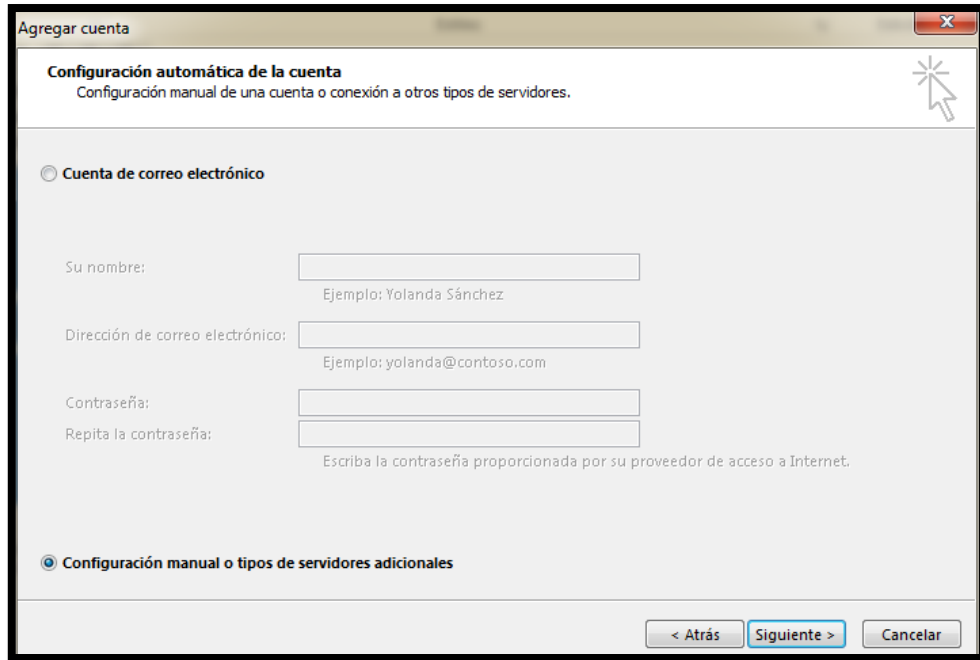 Agregar cuenta
Configuración automática de la cuenta
Configuración manual de una cuenta o conexión a otros tipos de servidores.
Cuenta de correo electrónico
Su nombre:
Ejemplo: Yolanda Sánchez
Dirección de correo electrónico:
Ejemplo: yolanda@contoso.com
Contraseña:
Repita la contraseña:
Escriba la contraseña proporcionada por su proveedor de acceso a Internet.
Configuración manual o tipos de servidores adicionales
< Atrás Siguiente > Cancelar